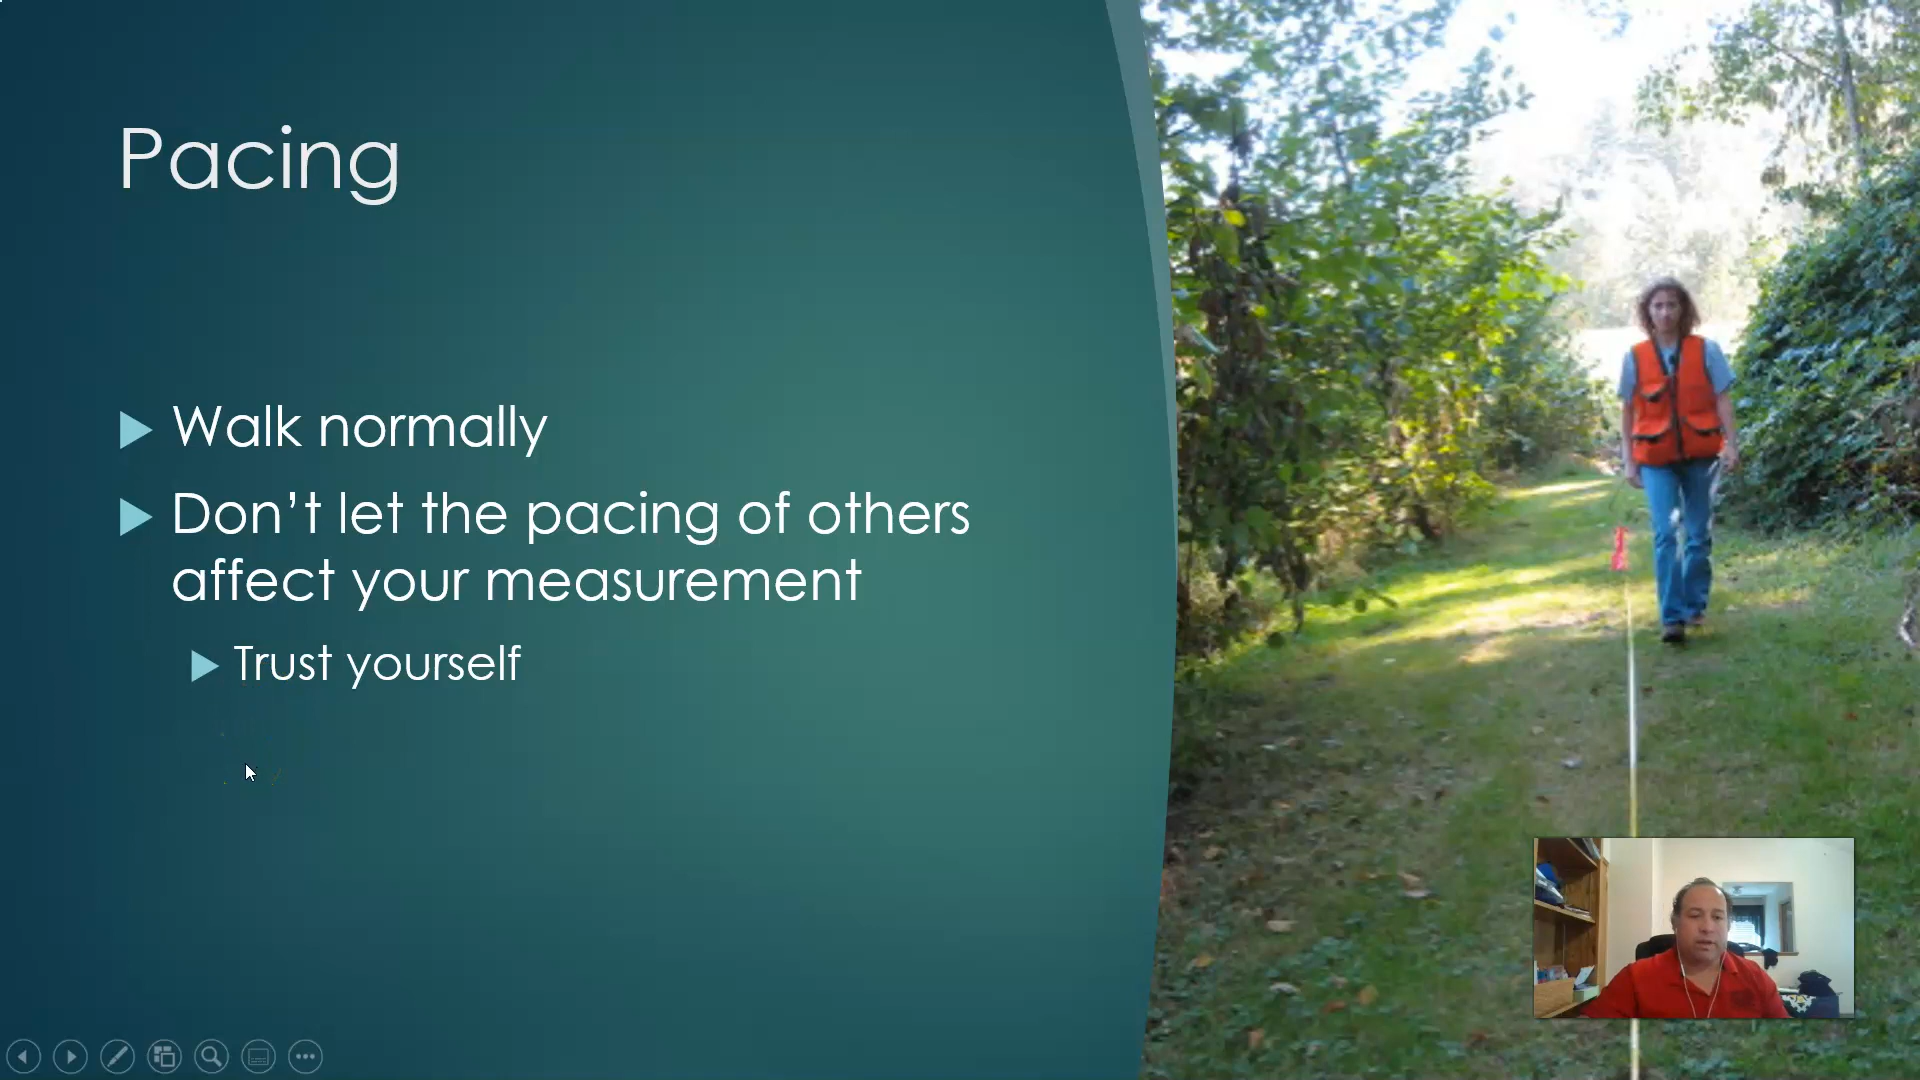 Pacing
Walk normally
Don’t let the pacing of others
affect your measurement
Trust yourself